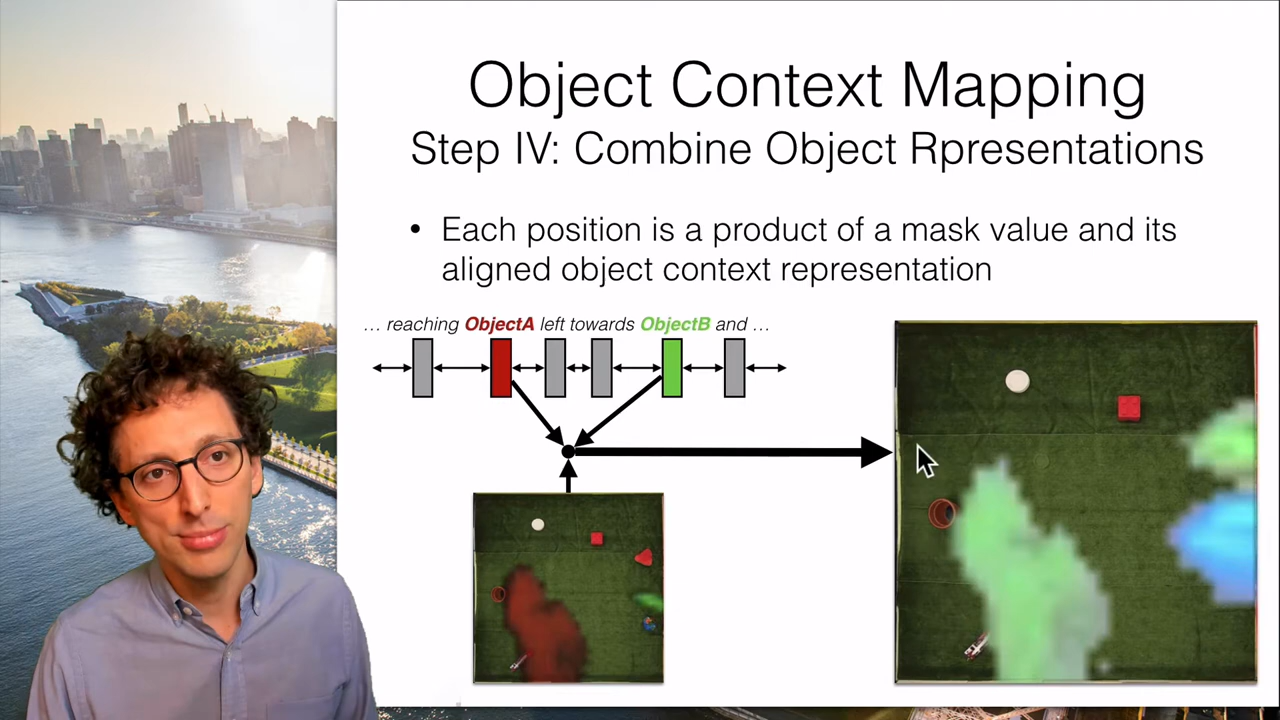 Object Context Mapping
Step IV: Combine Object Rpresentations
• Each position is a product of a mask value and its
aligned object context representation
... reaching ObjectA left towards ObjectB and ...